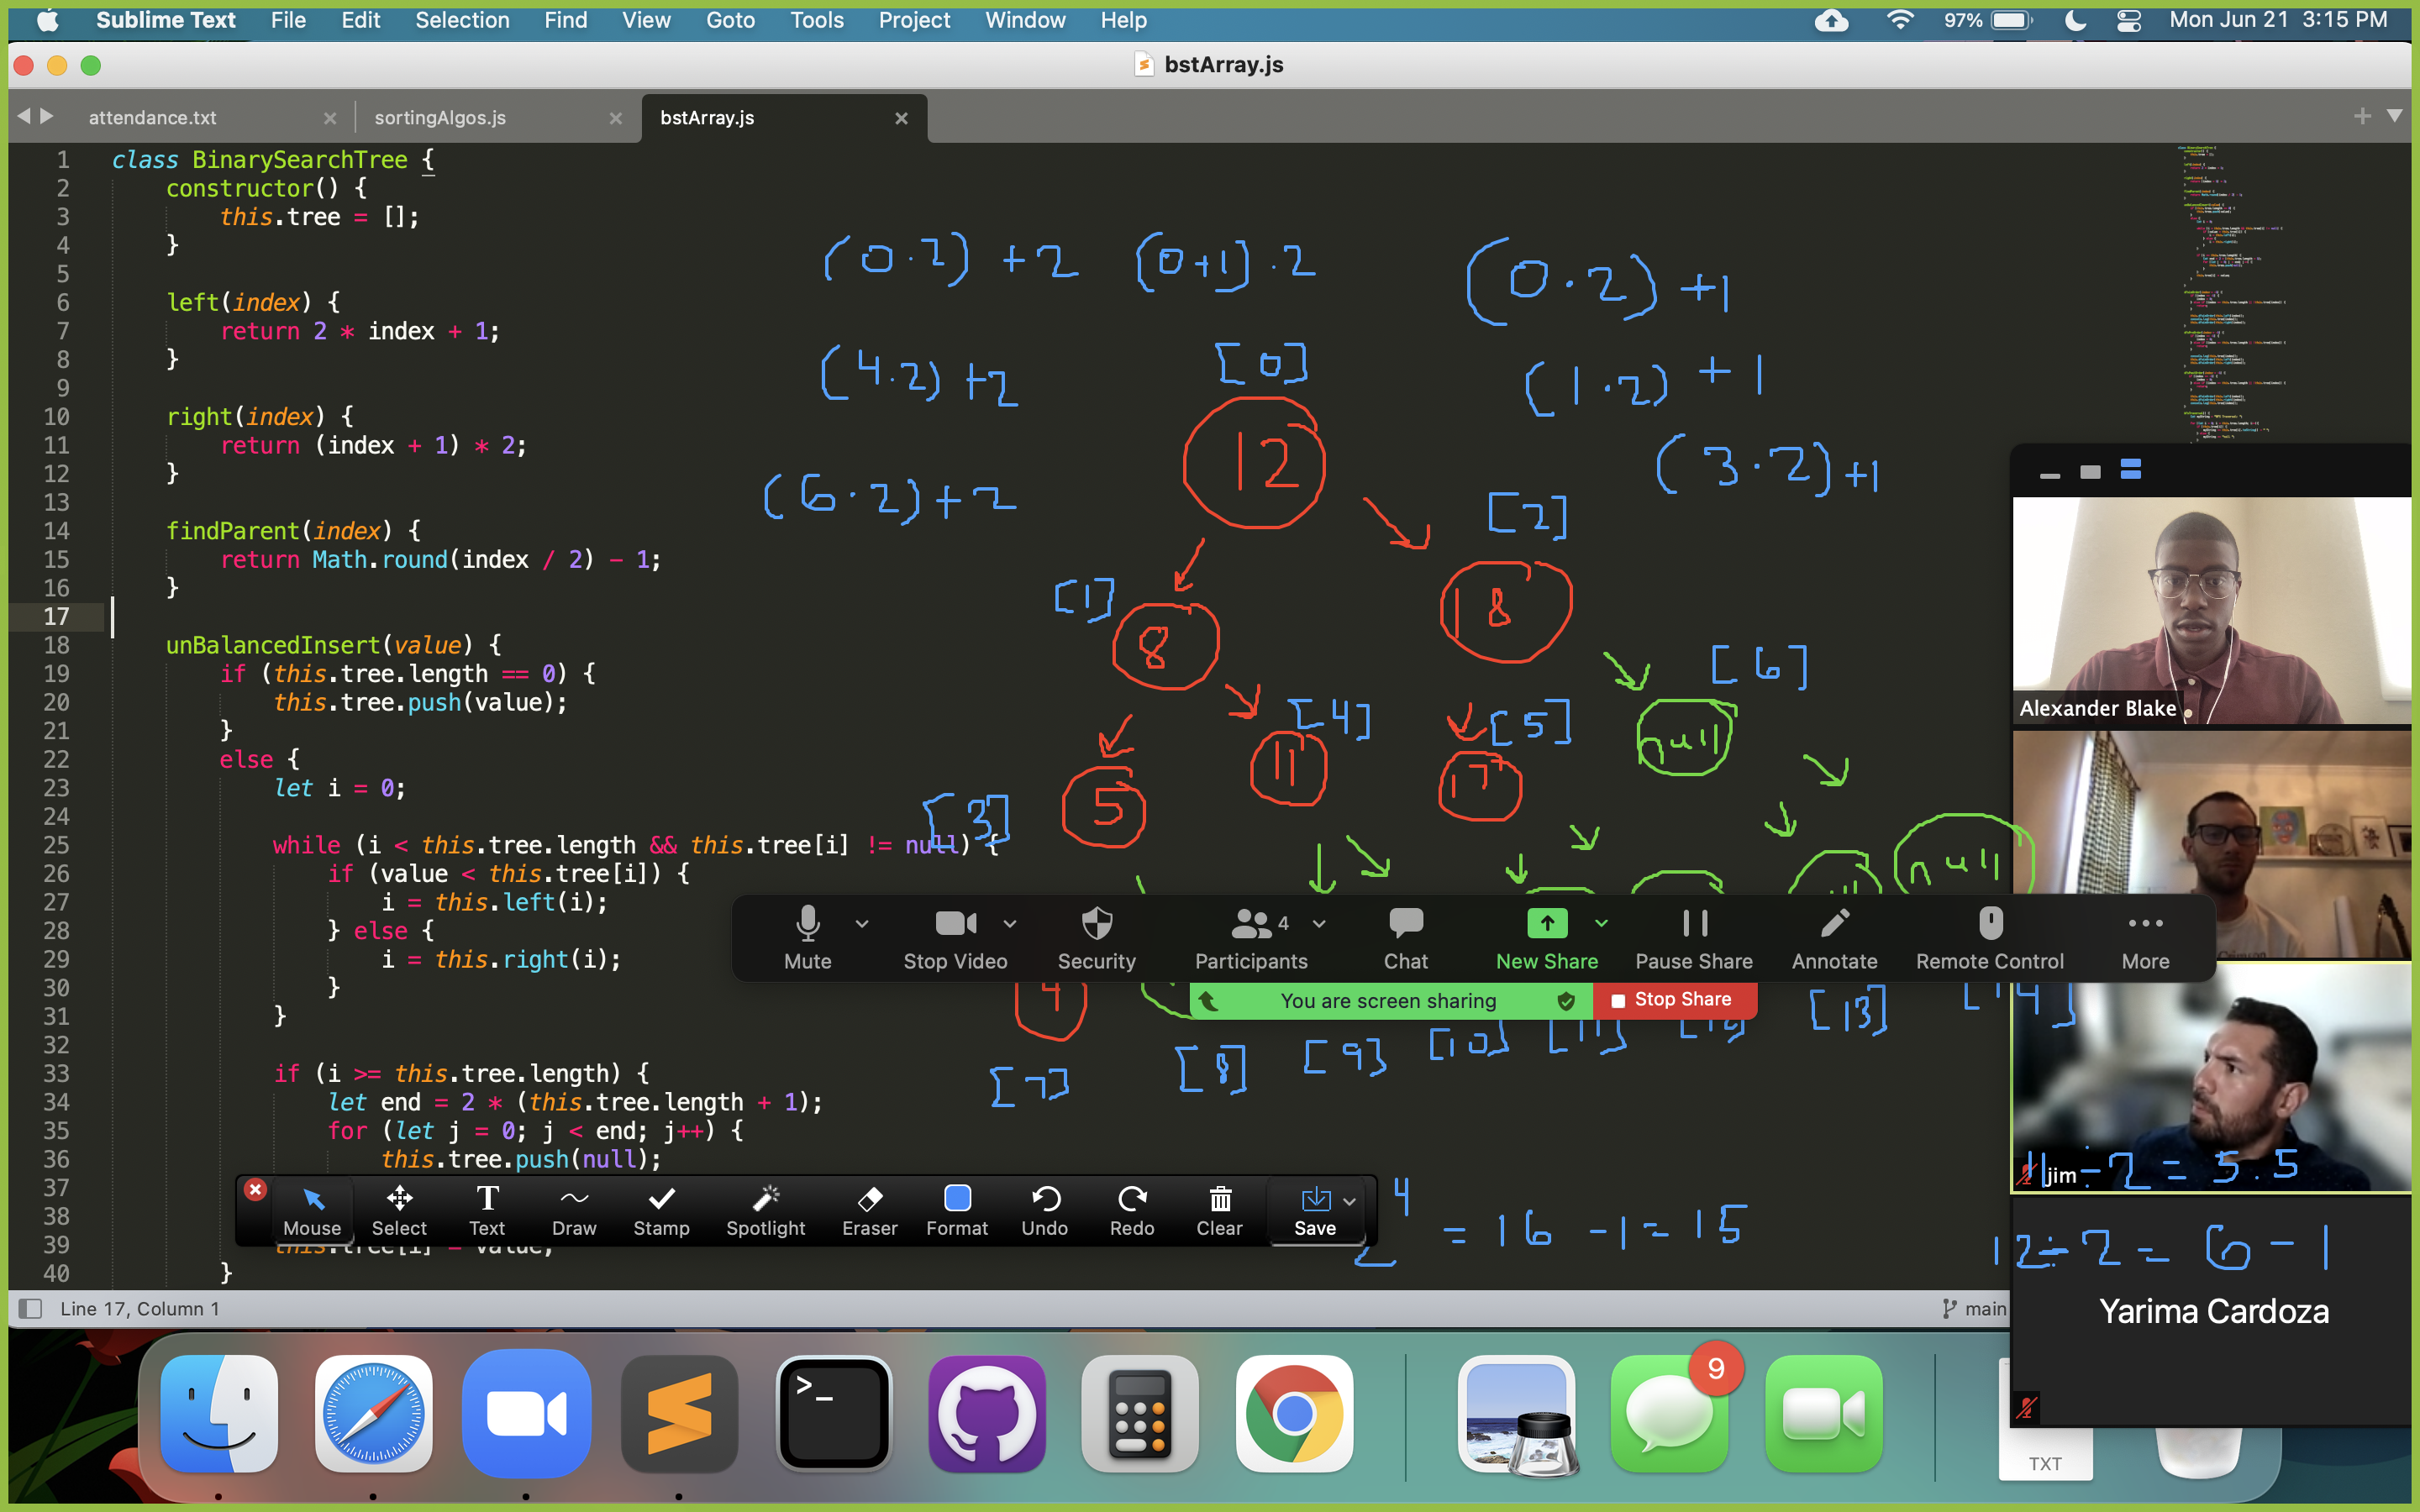 Sublime Text File Edit Selection Find View Goto Tools Project Window Help 97% Mon Jun 21 3:15 PM
bstArray.js
attendance.txt sortingAlgos.js bstArray.js
1 class BinarySearchTree {
2 constructor() {
3 this.tree = [];
4 }
5
6 left(index) {
7 return 2 * index + 1;
8 }
9
10 right(index) {
11 return (index + 1) * 2;
12 }
13
14 findParent(index) {
15 return Math.round(index / 2) - 1;
16 }
17
18 unBalancedInsert(value) {
19 if (this.tree.length == 0) {
20 this.tree.push(value);
21 }
22 else {
23 let i = 0;
24
25 while (i < this.tree.length && this.tree[i] != null) {
26 if (value < this.tree[i]) {
27 i = this.left(i);
28 } else {
29 i = this.right(i);
30 }
31 }
32
33 if (i >= this.tree.length) {
34 let end = 2 * (this.tree.length + 1);
35 for (let j = 0; j < end; j++) {
36 this.tree.push(null);
37
38
39 this.tree[i] = value;
40 }
(0·2) +2 (0+1)·2 (0·2) +1
(4·2) +2 [0] (1·2) +1
(6·2) +2 12 (3·2) +1
[2]
[1] 18
8 [6]
[4] [5] null
[3] 5 11 17
null
4
[7] [8] [9] [10] [11] [12] [13] [14]
2 4 = 16 -1 = 15
11 ÷ 2 = 5.5
12 ÷ 2 = 6 - 1
Alexander Blake
jim
Yarima Cardoza
Mute Stop Video Security Participants 4 Chat New Share Pause Share Annotate Remote Control More
You are screen sharing Stop Share
Mouse Select Text Draw Stamp Spotlight Eraser Format Undo Redo Clear Save
Line 17, Column 1 main
9
TXT